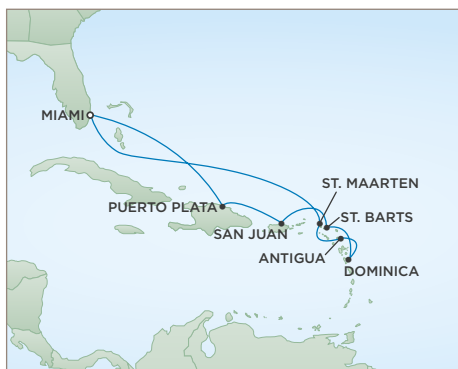 MIAMI
ST. MAARTEN
PUERTO PLATA
ST. BARTS
SAN JUAN
ANTIGUA
DOMINICA